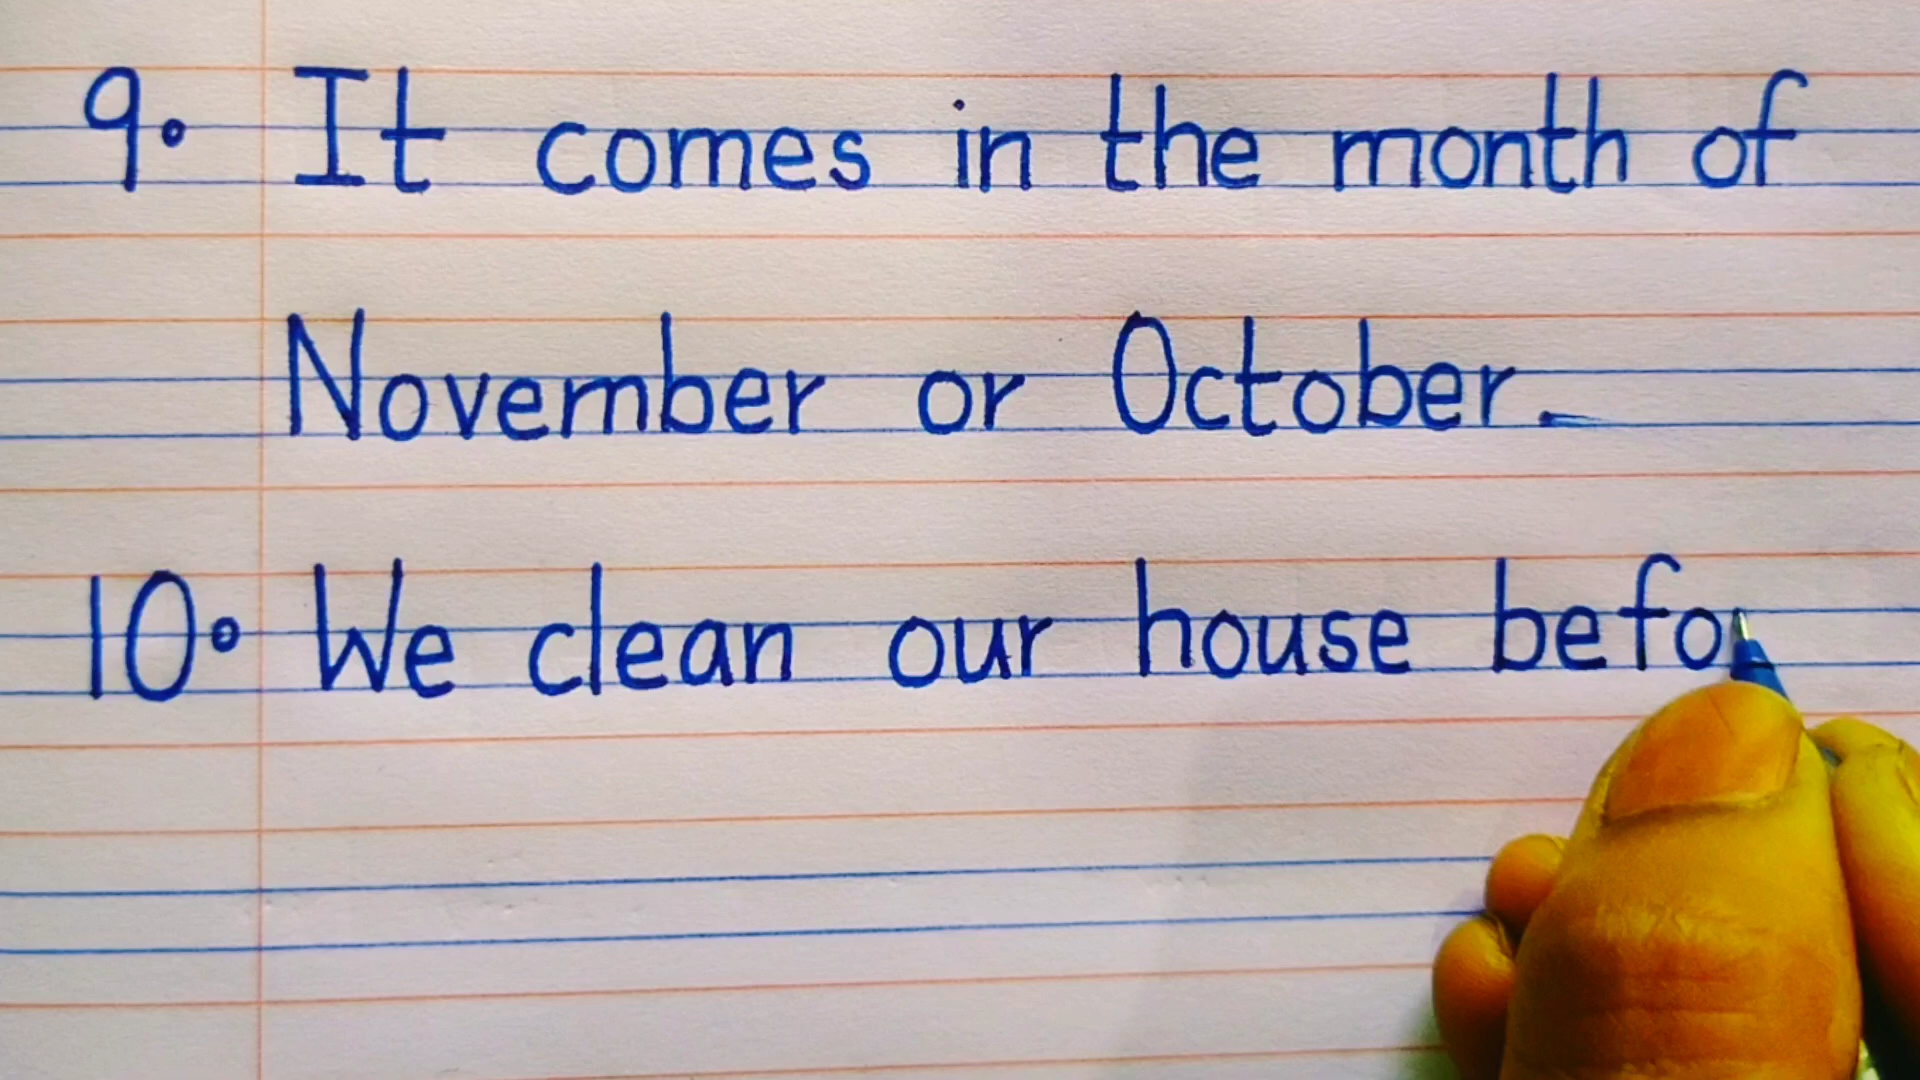 9. It comes in the month of
November or October.
10. We clean our house befo